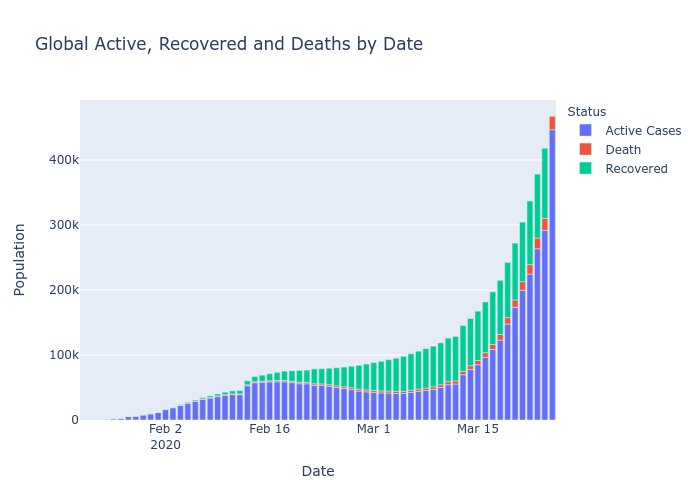 Global Active, Recovered and Deaths by Date
Status
Active Cases
Death
Recovered
Population
400k
300k
200k
100k
0
Feb 2
2020
Feb 16
Mar 1
Mar 15
Date